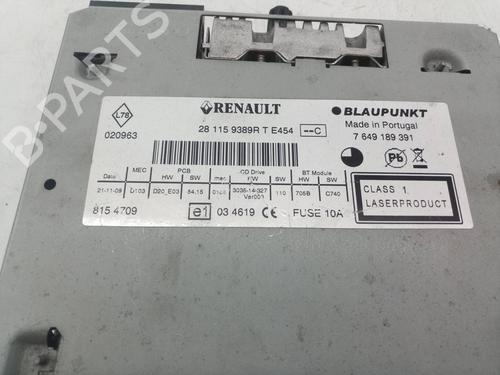 L78
020963
RENAULT
28 115 9389R T E454
--C
BLAUPUNKT
Made in Portugal
7 649 189 391
Pb
Date MEC PCB CD Drive BT Module
HW SW mec F/W SW HW SW
21-11-09 D103 D20_E03 54.15 3035-14-327 110 705B C740
Ver001
CLASS 1
LASERPRODUCT
815 4709
e1
03 4619 CE FUSE 10A
B-PARTS